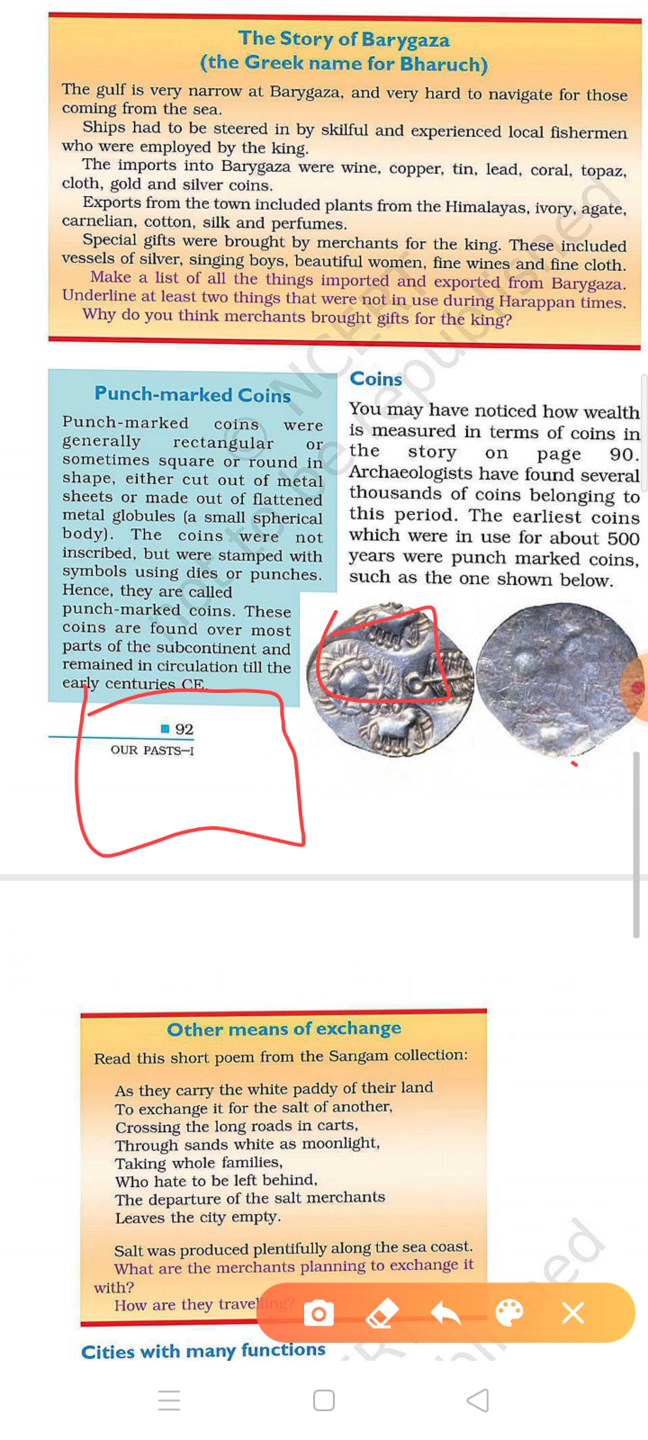 The Story of Barygaza
(the Greek name for Bharuch)
The gulf is very narrow at Barygaza, and very hard to navigate for those
coming from the sea.
Ships had to be steered in by skilful and experienced local fishermen
who were employed by the king.
The imports into Barygaza were wine, copper, tin, lead, coral, topaz,
cloth, gold and silver coins.
Exports from the town included plants from the Himalayas, ivory, agate,
carnelian, cotton, silk and perfumes.
Special gifts were brought by merchants for the king. These included
vessels of silver, singing boys, beautiful women, fine wines and fine cloth.
Make a list of all the things imported and exported from Barygaza.
Underline at least two things that were not in use during Harappan times.
Why do you think merchants brought gifts for the king?
Punch-marked Coins
Punch-marked coins were
generally rectangular or
sometimes square or round in
shape, either cut out of metal
sheets or made out of flattened
metal globules (a small spherical
body). The coins were not
inscribed, but were stamped with
symbols using dies or punches.
Hence, they are called
punch-marked coins. These
coins are found over most
parts of the subcontinent and
remained in circulation till the
early centuries CE.
92
OUR PASTS–I
Coins
You may have noticed how wealth
is measured in terms of coins in
the story on page 90.
Archaeologists have found several
thousands of coins belonging to
this period. The earliest coins
which were in use for about 500
years were punch marked coins,
such as the one shown below.
© NCERT
not to be republished
Other means of exchange
Read this short poem from the Sangam collection:
As they carry the white paddy of their land
To exchange it for the salt of another,
Crossing the long roads in carts,
Through sands white as moonlight,
Taking whole families,
Who hate to be left behind,
The departure of the salt merchants
Leaves the city empty.
Salt was produced plentifully along the sea coast.
What are the merchants planning to exchange it
with?
How are they travelling?
Cities with many functions